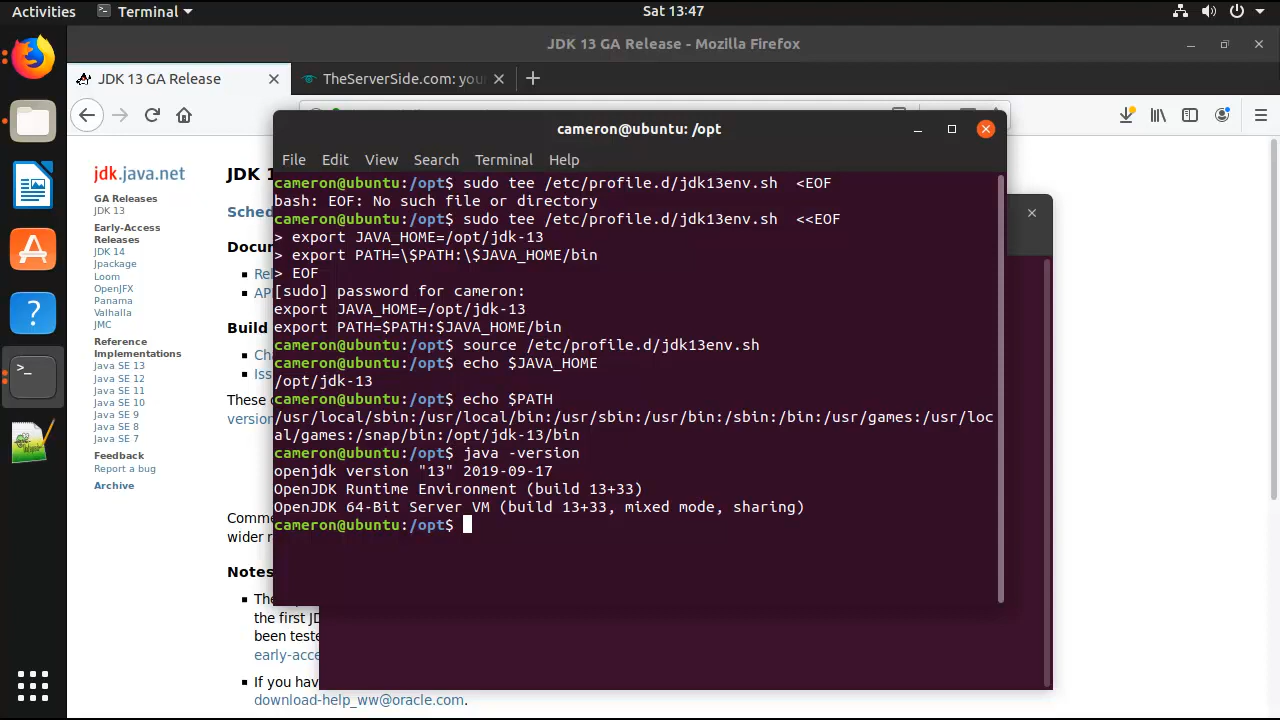 Activities
Terminal
Sat 13:47
JDK 13 GA Release - Mozilla Firefox
JDK 13 GA Release
TheServerSide.com: your
cameron@ubuntu: /opt
File Edit View Search Terminal Help
cameron@ubuntu:/opt$ sudo tee /etc/profile.d/jdk13env.sh  <EOF
bash: EOF: No such file or directory
cameron@ubuntu:/opt$ sudo tee /etc/profile.d/jdk13env.sh  <<EOF
> export JAVA_HOME=/opt/jdk-13
> export PATH=\$PATH:\$JAVA_HOME/bin
> EOF
[sudo] password for cameron:
export JAVA_HOME=/opt/jdk-13
export PATH=$PATH:$JAVA_HOME/bin
cameron@ubuntu:/opt$ source /etc/profile.d/jdk13env.sh
cameron@ubuntu:/opt$ echo $JAVA_HOME
/opt/jdk-13
cameron@ubuntu:/opt$ echo $PATH
/usr/local/sbin:/usr/local/bin:/usr/sbin:/usr/bin:/sbin:/bin:/usr/games:/usr/loc
al/games:/snap/bin:/opt/jdk-13/bin
cameron@ubuntu:/opt$ java -version
openjdk version "13" 2019-09-17
OpenJDK Runtime Environment (build 13+33)
OpenJDK 64-Bit Server VM (build 13+33, mixed mode, sharing)
cameron@ubuntu:/opt$
jdk.java.net
GA Releases
JDK 13
Early-Access
Releases
JDK 14
Jpackage
Loom
OpenJFX
Panama
Valhalla
JMC
Reference
Implementations
Java SE 13
Java SE 12
Java SE 11
Java SE 10
Java SE 9
Java SE 8
Java SE 7
Feedback
Report a bug
Archive
JDK 1
Sched
Docu
Rel
AP
Build
Cha
Iss
These
version
Comme
wider r
Notes
The
the first JD
been teste
early-acce
If you hav
download-help_ww@oracle.com.